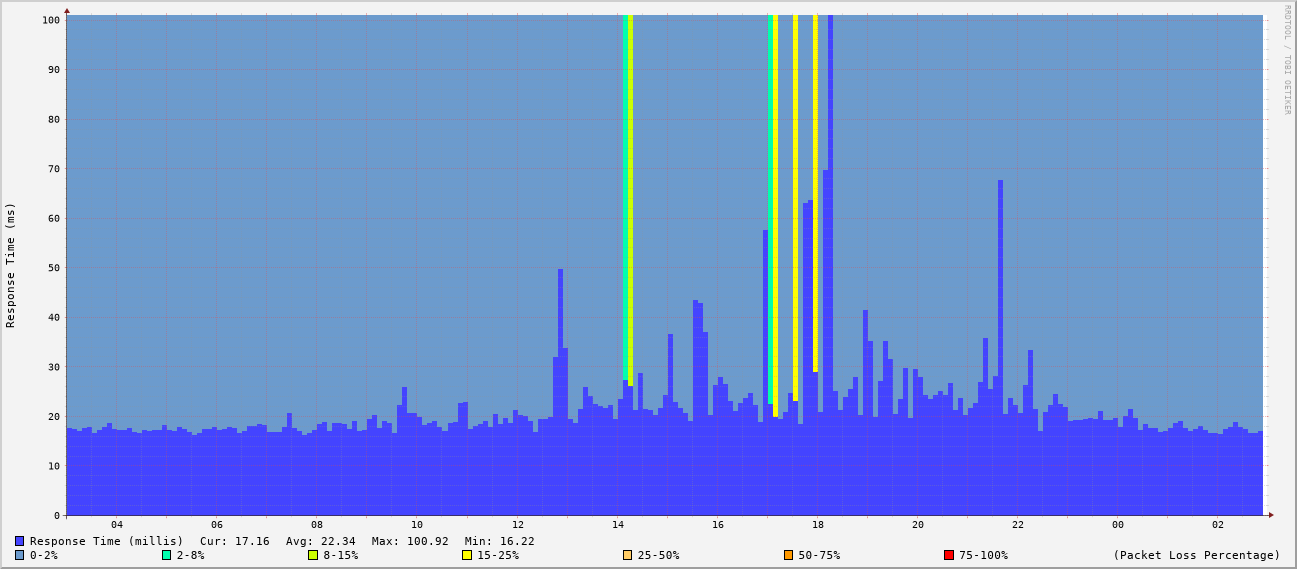 RRDTOOL / TOBI OETIKER
Response Time (ms)
100
90
80
70
60
50
40
30
20
10
0
04 06 08 10 12 14 16 18 20 22 00 02
Response Time (millis) Cur: 17.16 Avg: 22.34 Max: 100.92 Min: 16.22
0-2% 2-8% 8-15% 15-25% 25-50% 50-75% 75-100% (Packet Loss Percentage)